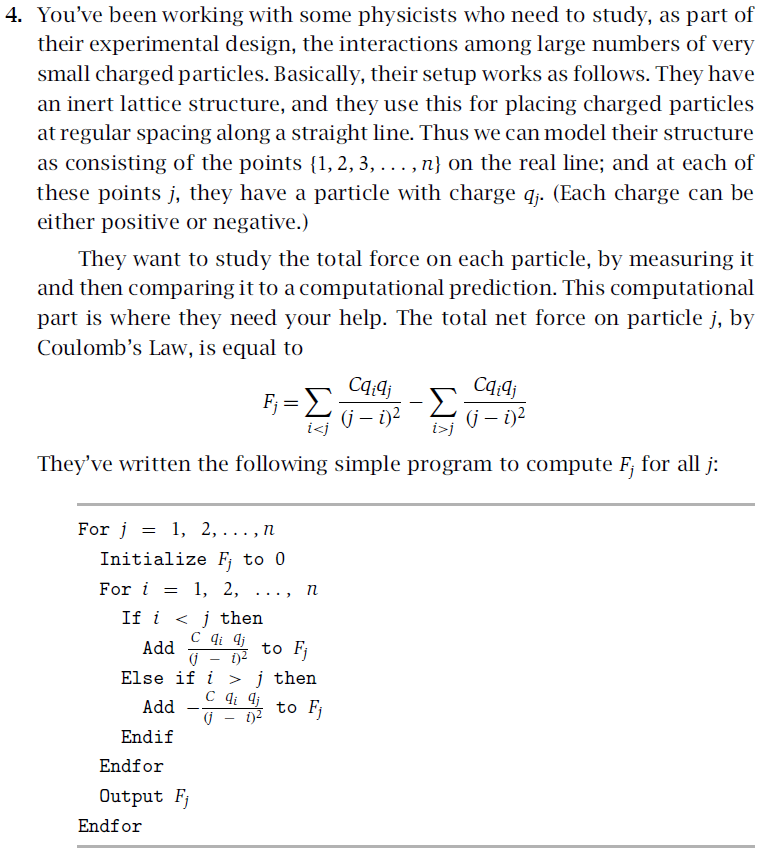 4. You've been working with some physicists who need to study, as part of
their experimental design, the interactions among large numbers of very
small charged particles. Basically, their setup works as follows. They have
an inert lattice structure, and they use this for placing charged particles
at regular spacing along a straight line. Thus we can model their structure
as consisting of the points {1, 2, 3, . . . , n} on the real line; and at each of
these points j, they have a particle with charge q_j. (Each charge can be
either positive or negative.)
They want to study the total force on each particle, by measuring it
and then comparing it to a computational prediction. This computational
part is where they need your help. The total net force on particle j, by
Coulomb's Law, is equal to
F_j = ∑_{i<j} Cq_iq_j/(j − i)² − ∑_{i>j} Cq_iq_j/(j − i)²
They've written the following simple program to compute F_j for all j:
For j = 1, 2, . . . , n
Initialize F_j to 0
For i = 1, 2, . . . , n
If i < j then
Add C q_i q_j/(j − i)² to F_j
Else if i > j then
Add −C q_i q_j/(j − i)² to F_j
Endif
Endfor
Output F_j
Endfor